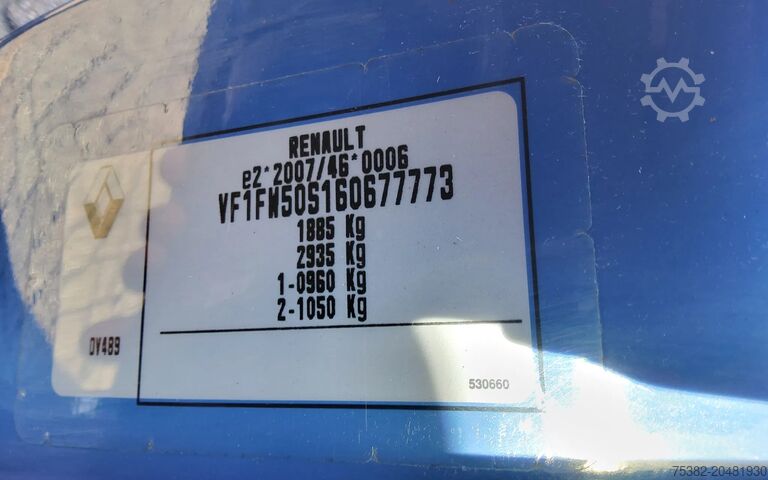 RENAULT
e2*2007/46*0006
VF1FW50S160677773
1885 Kg
2935 Kg
1-0960 Kg
2-1050 Kg
DV489
530660
75382-20481930